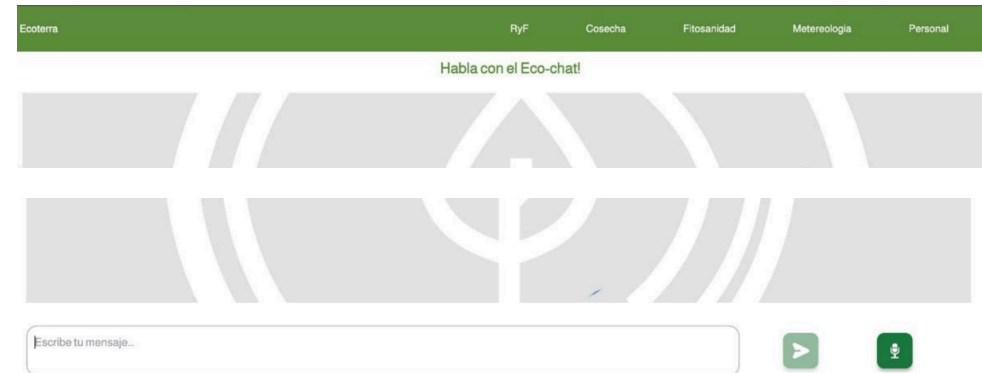 Ecoterra RyF Cosecha Fitosanidad Metereologia Personal
Habla con el Eco-chat!
Escribe tu mensaje...